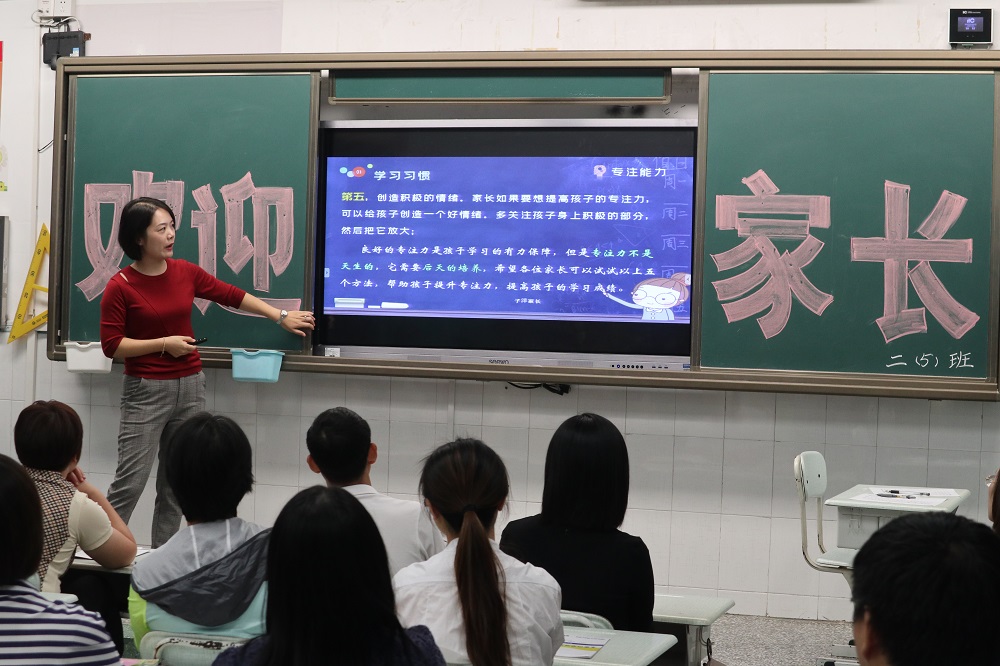 欢迎
家长
二（5）班
学习习惯
专注能力
第五，创造积极的情绪。家长如果要想提高孩子的专注力，
可以给孩子创造一个好情绪。多关注孩子身上积极的部分，
然后把它放大；
良好的专注力是孩子学习的有力保障，但是专注力不是
天生的，它需要后天的培养，希望各位家长可以试试以上五
个方法，帮助孩子提升专注力，提高孩子的学习成绩。
周一
周二
周三